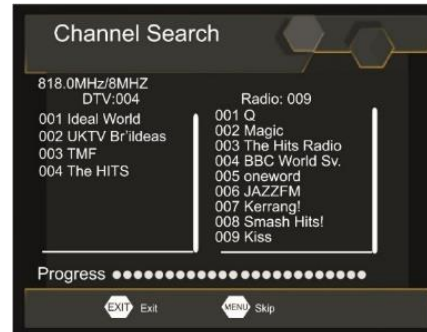 Channel Search
818.0MHz/8MHZ
DTV:004
001 Ideal World
002 UKTV Br'iIdeas
003 TMF
004 The HITS
Radio: 009
001 Q
002 Magic
003 The Hits Radio
004 BBC World Sv.
005 oneword
006 JAZZFM
007 Kerrang!
008 Smash Hits!
009 Kiss
Progress
EXIT Exit
MENU Skip